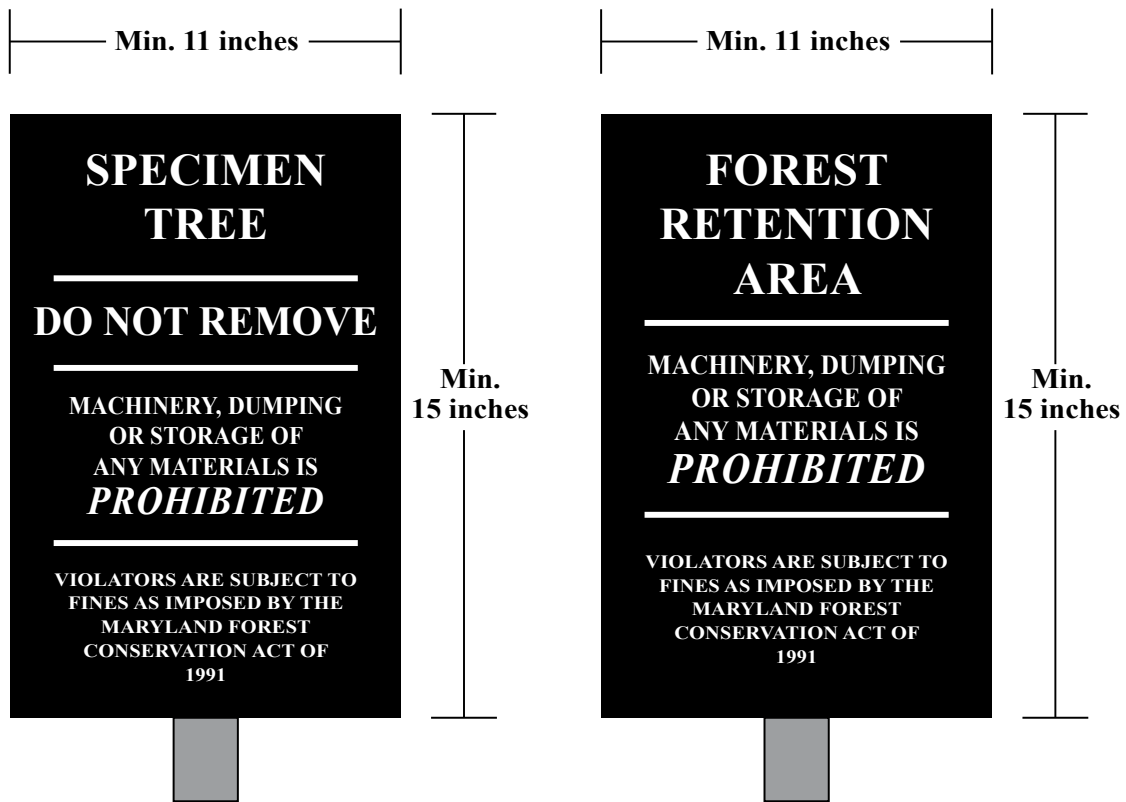 Min. 11 inches
SPECIMEN
TREE
DO NOT REMOVE
MACHINERY, DUMPING
OR STORAGE OF
ANY MATERIALS IS
PROHIBITED
VIOLATORS ARE SUBJECT TO
FINES AS IMPOSED BY THE
MARYLAND FOREST
CONSERVATION ACT OF
1991
Min.
15 inches
Min. 11 inches
FOREST
RETENTION
AREA
MACHINERY, DUMPING
OR STORAGE OF
ANY MATERIALS IS
PROHIBITED
VIOLATORS ARE SUBJECT TO
FINES AS IMPOSED BY THE
MARYLAND FOREST
CONSERVATION ACT OF
1991
Min.
15 inches